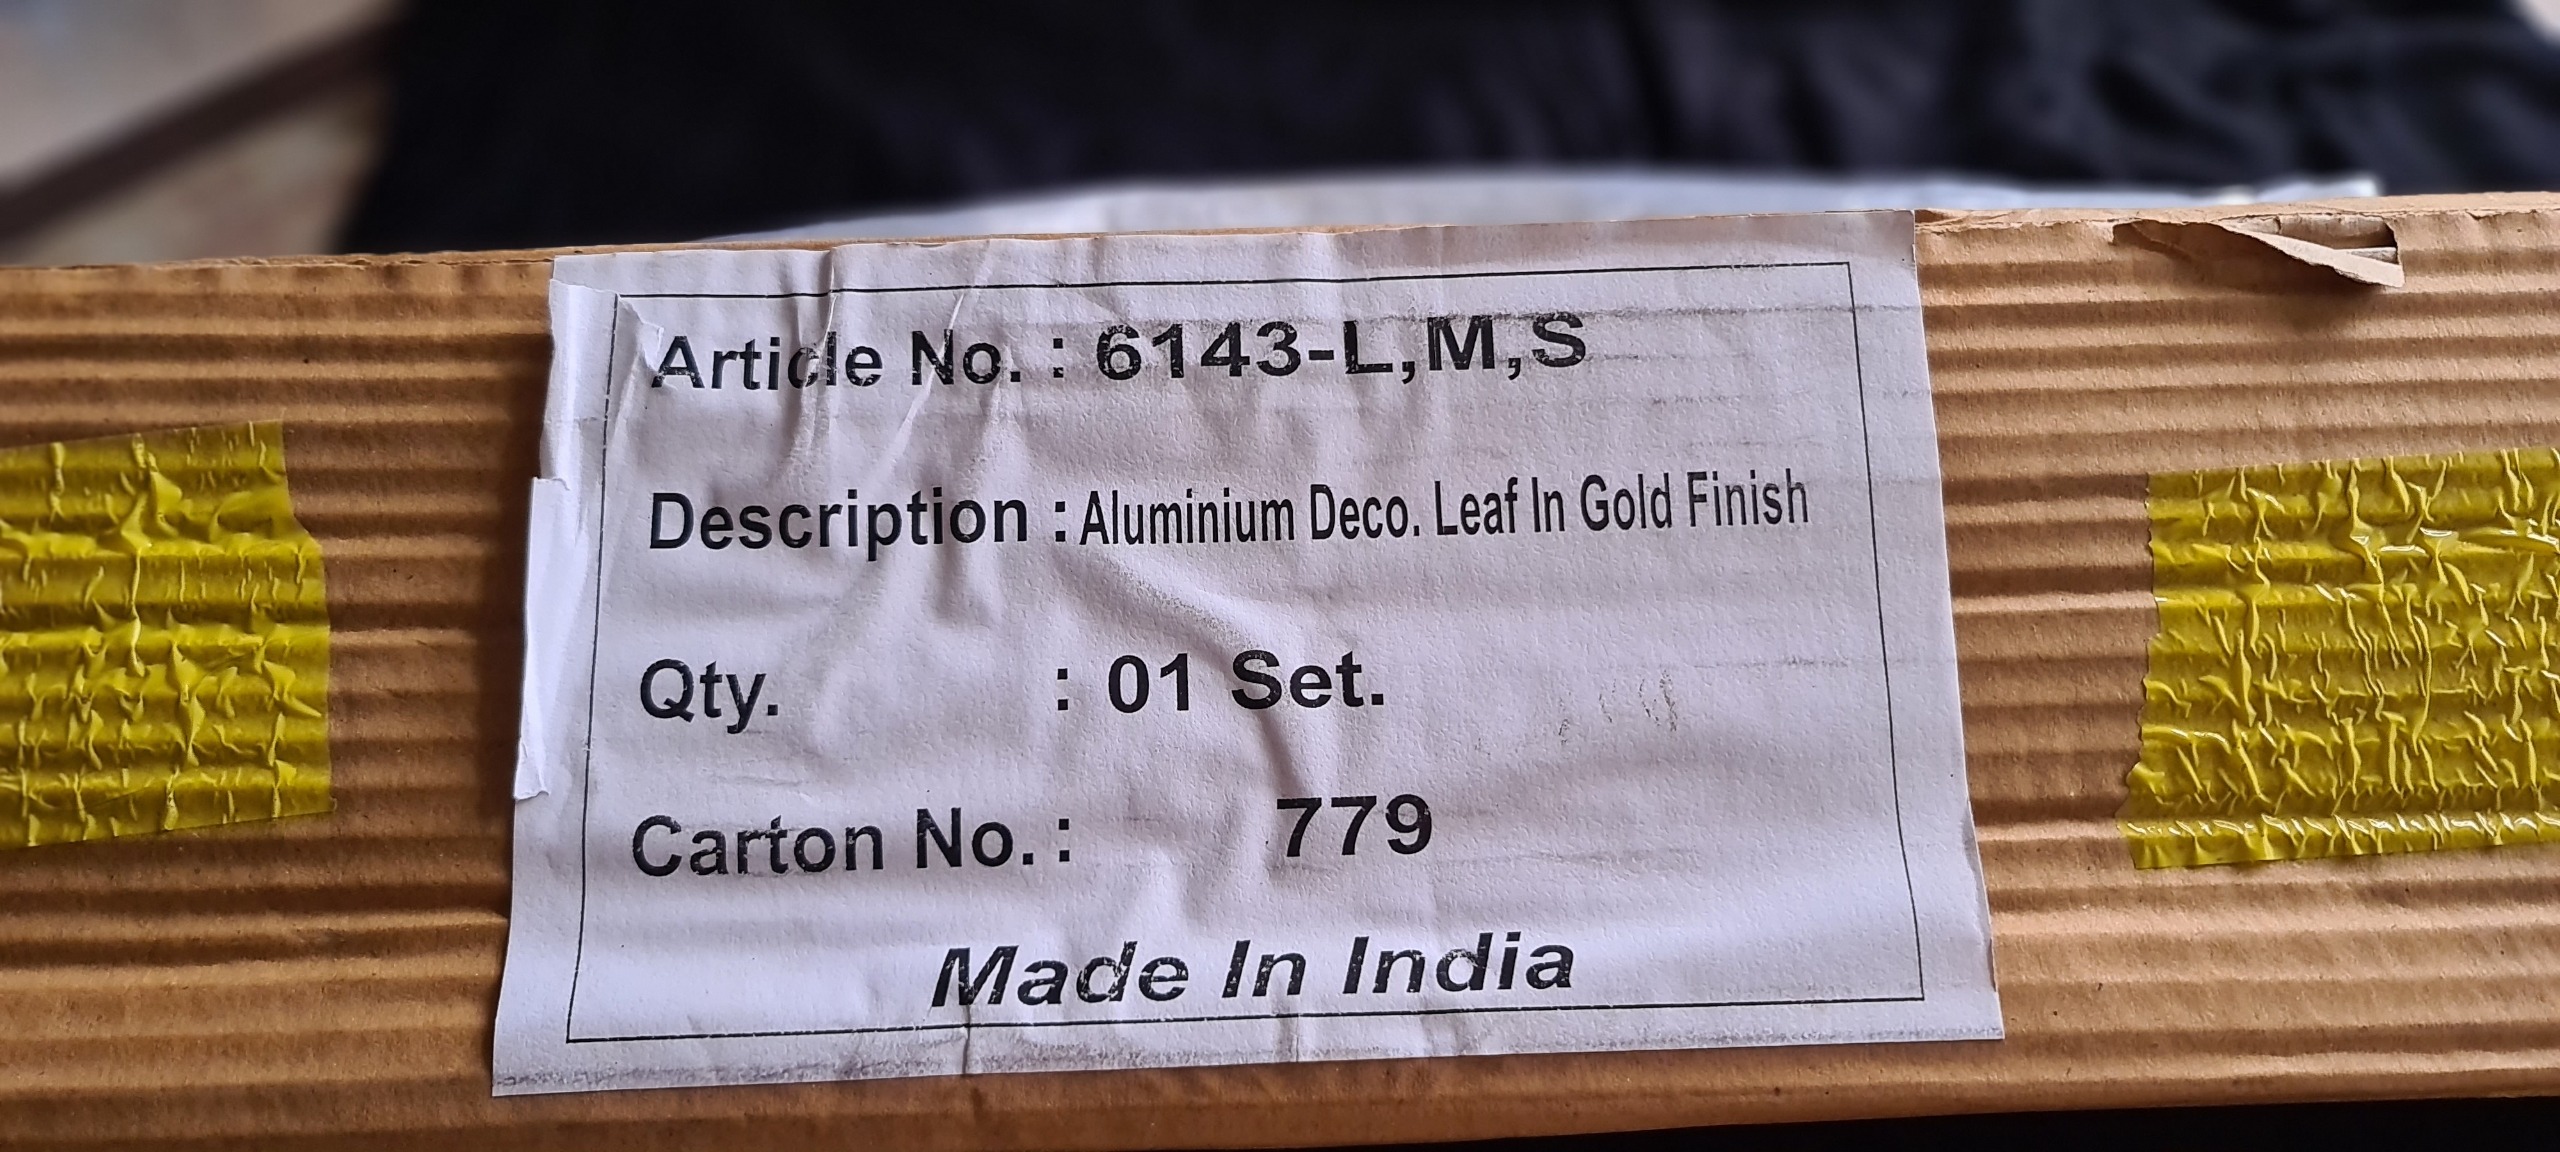 Article No. : 6143-L,M,S
Description : Aluminium Deco. Leaf In Gold Finish
Qty. : 01 Set.
Carton No. : 779
Made In India